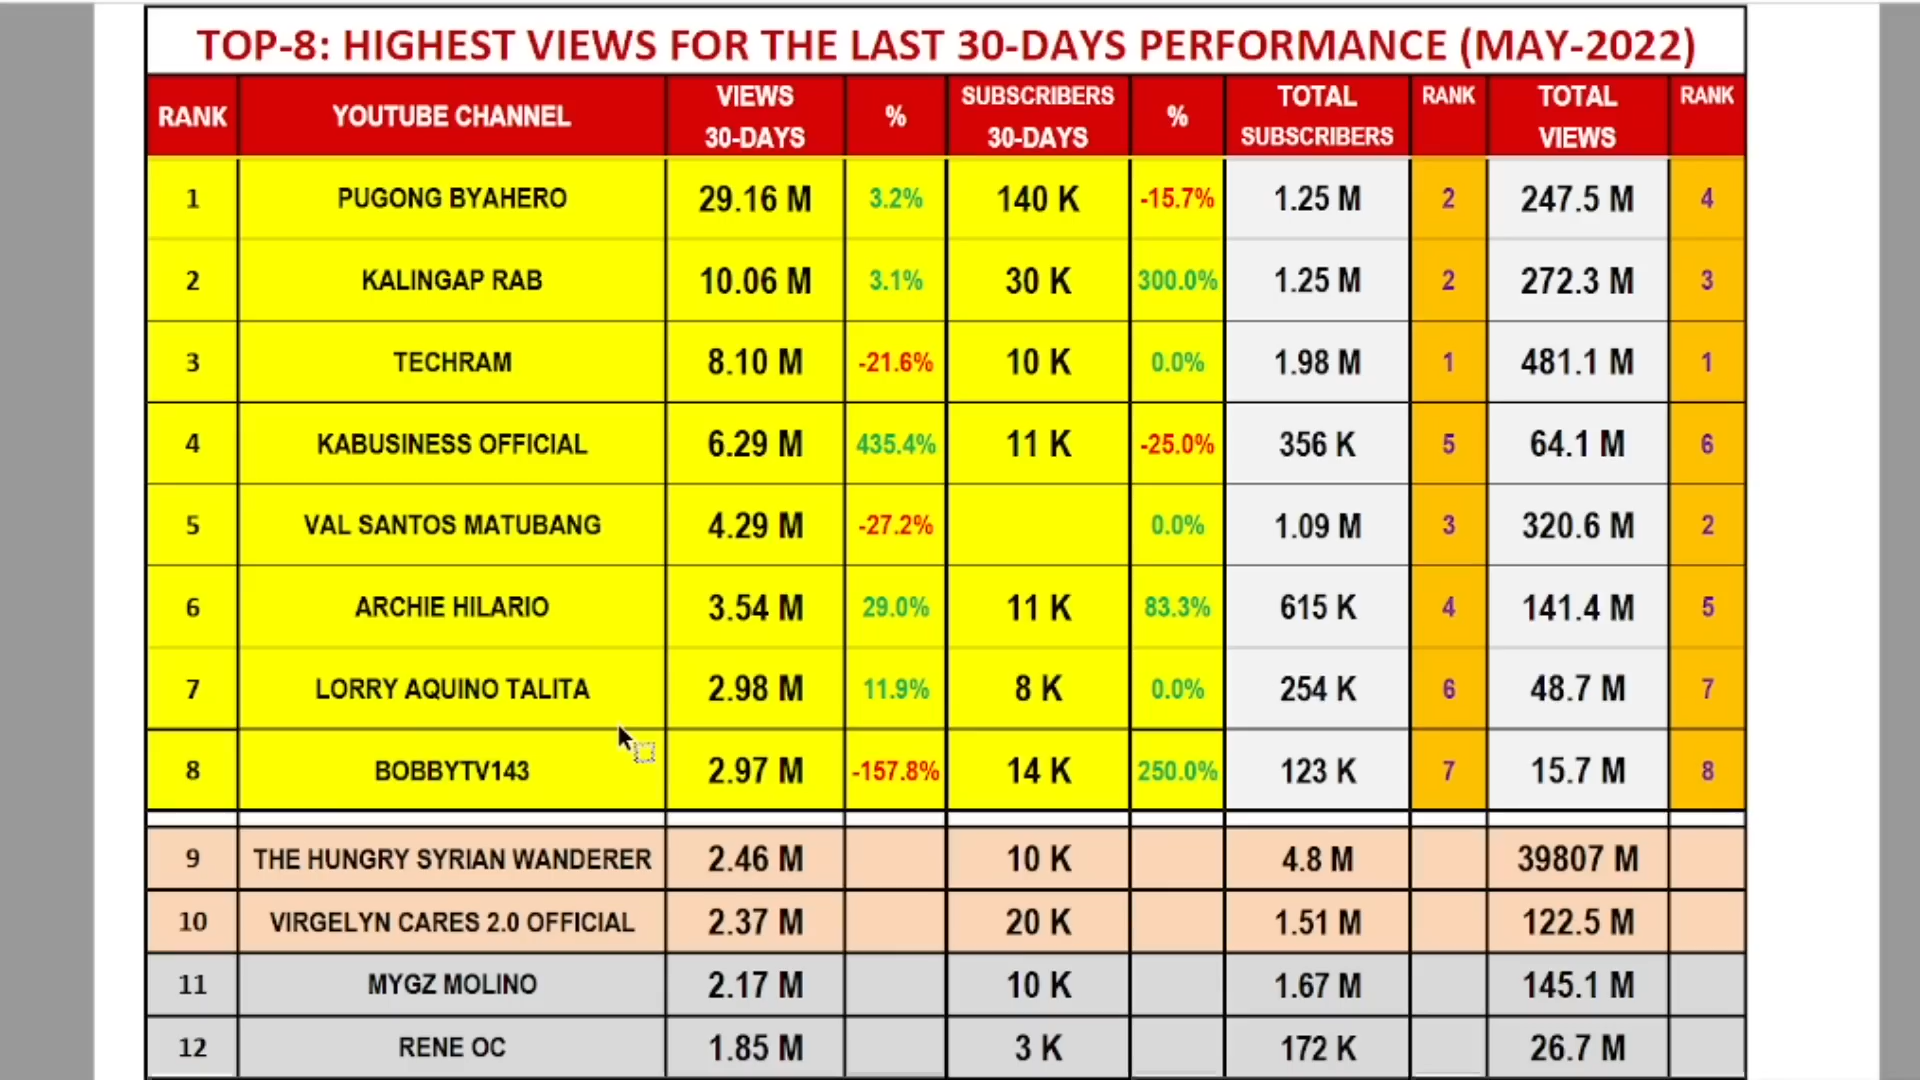 TOP-8: HIGHEST VIEWS FOR THE LAST 30-DAYS PERFORMANCE (MAY-2022)
RANK YOUTUBE CHANNEL VIEWS 30-DAYS % SUBSCRIBERS 30-DAYS % TOTAL SUBSCRIBERS RANK TOTAL VIEWS RANK
1 PUGONG BYAHERO 29.16 M 3.2% 140 K -15.7% 1.25 M 2 247.5 M 4
2 KALINGAP RAB 10.06 M 3.1% 30 K 300.0% 1.25 M 2 272.3 M 3
3 TECHRAM 8.10 M -21.6% 10 K 0.0% 1.98 M 1 481.1 M 1
4 KABUSINESS OFFICIAL 6.29 M 435.4% 11 K -25.0% 356 K 5 64.1 M 6
5 VAL SANTOS MATUBANG 4.29 M -27.2% 0.0% 1.09 M 3 320.6 M 2
6 ARCHIE HILARIO 3.54 M 29.0% 11 K 83.3% 615 K 4 141.4 M 5
7 LORRY AQUINO TALITA 2.98 M 11.9% 8 K 0.0% 254 K 6 48.7 M 7
8 BOBBYTV143 2.97 M -157.8% 14 K 250.0% 123 K 7 15.7 M 8
9 THE HUNGRY SYRIAN WANDERER 2.46 M 10 K 4.8 M 39807 M
10 VIRGELYN CARES 2.0 OFFICIAL 2.37 M 20 K 1.51 M 122.5 M
11 MYGZ MOLINO 2.17 M 10 K 1.67 M 145.1 M
12 RENE OC 1.85 M 3 K 172 K 26.7 M